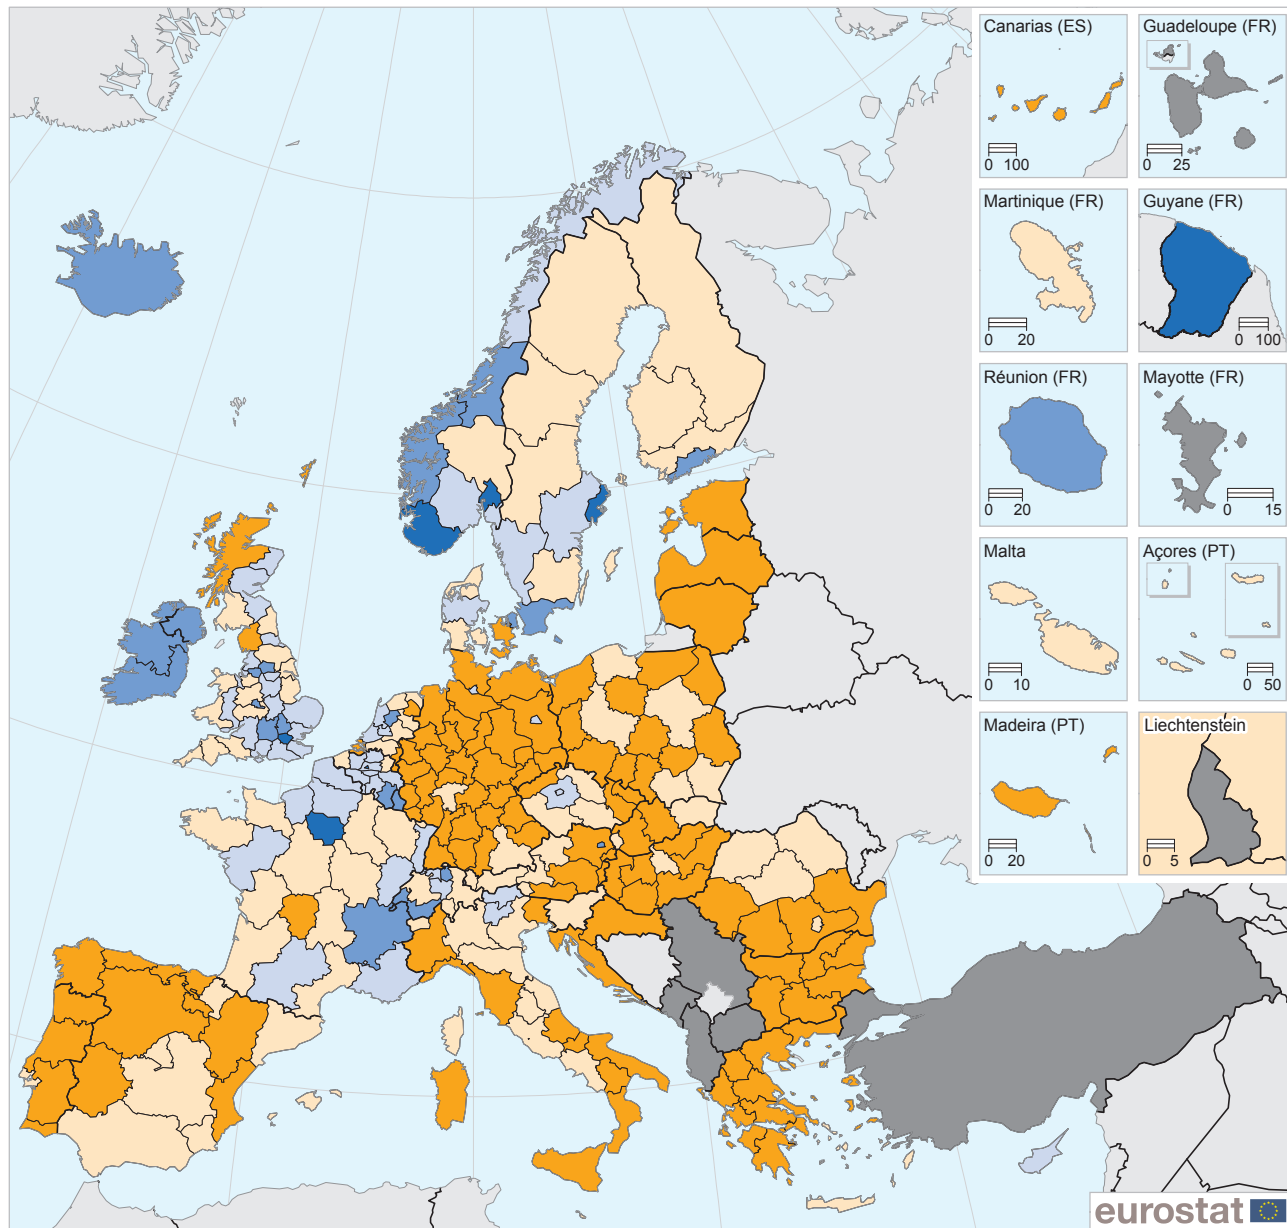 Canarias (ES)
0 100
Guadeloupe (FR)
0 25
Martinique (FR)
0 20
Guyane (FR)
0 100
Réunion (FR)
0 20
Mayotte (FR)
0 15
Malta
0 10
Açores (PT)
0 50
Madeira (PT)
0 20
Liechtenstein
0 5
eurostat